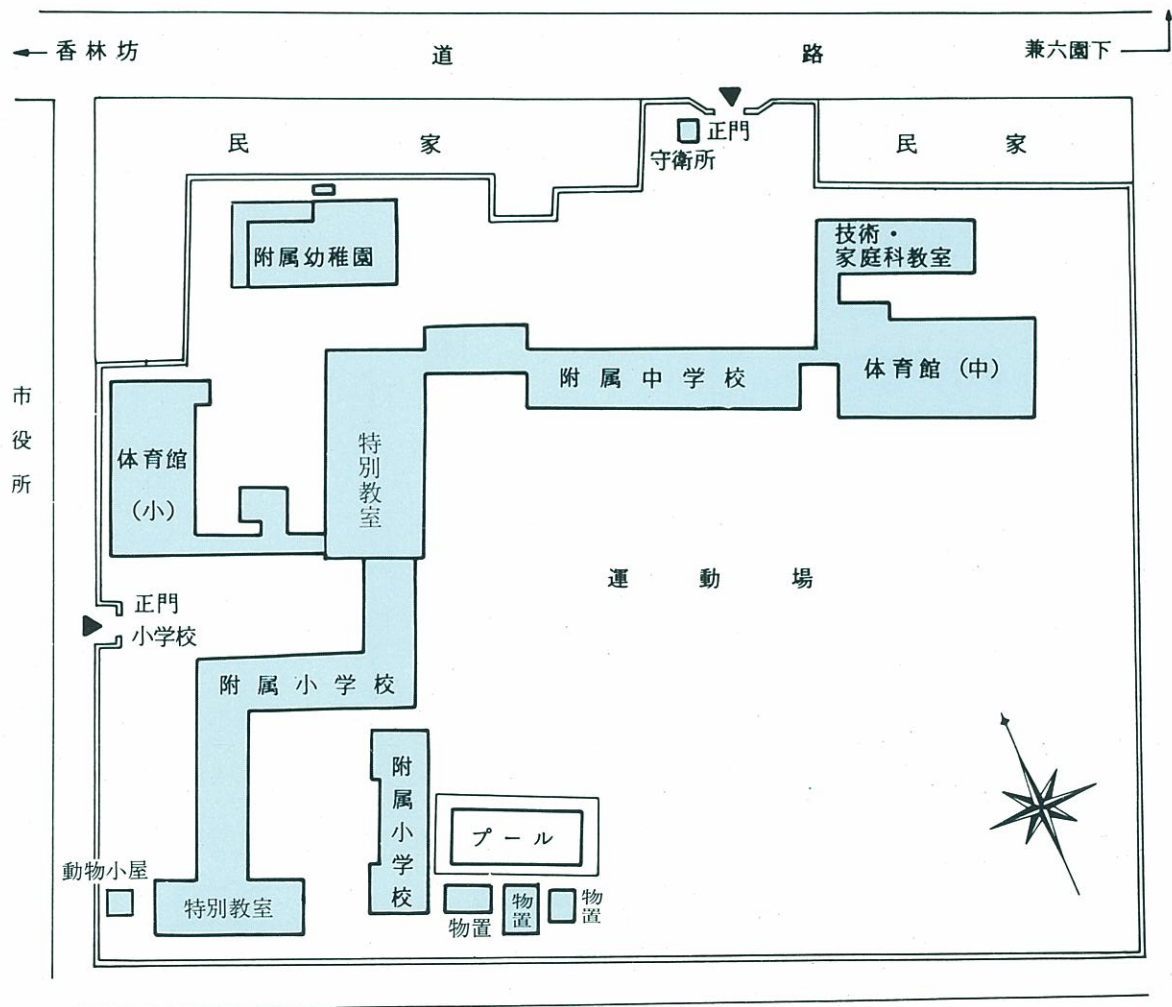 香林坊
道路
兼六園下
民家
正門
守衛所
民家
附属幼稚園
技術・
家庭科教室
附属中学校
体育館（中）
市役所
体育館
（小）
特別教室
運動場
正門
小学校
附属小学校
附属小学校
プール
動物小屋
特別教室
物置
物置
物置